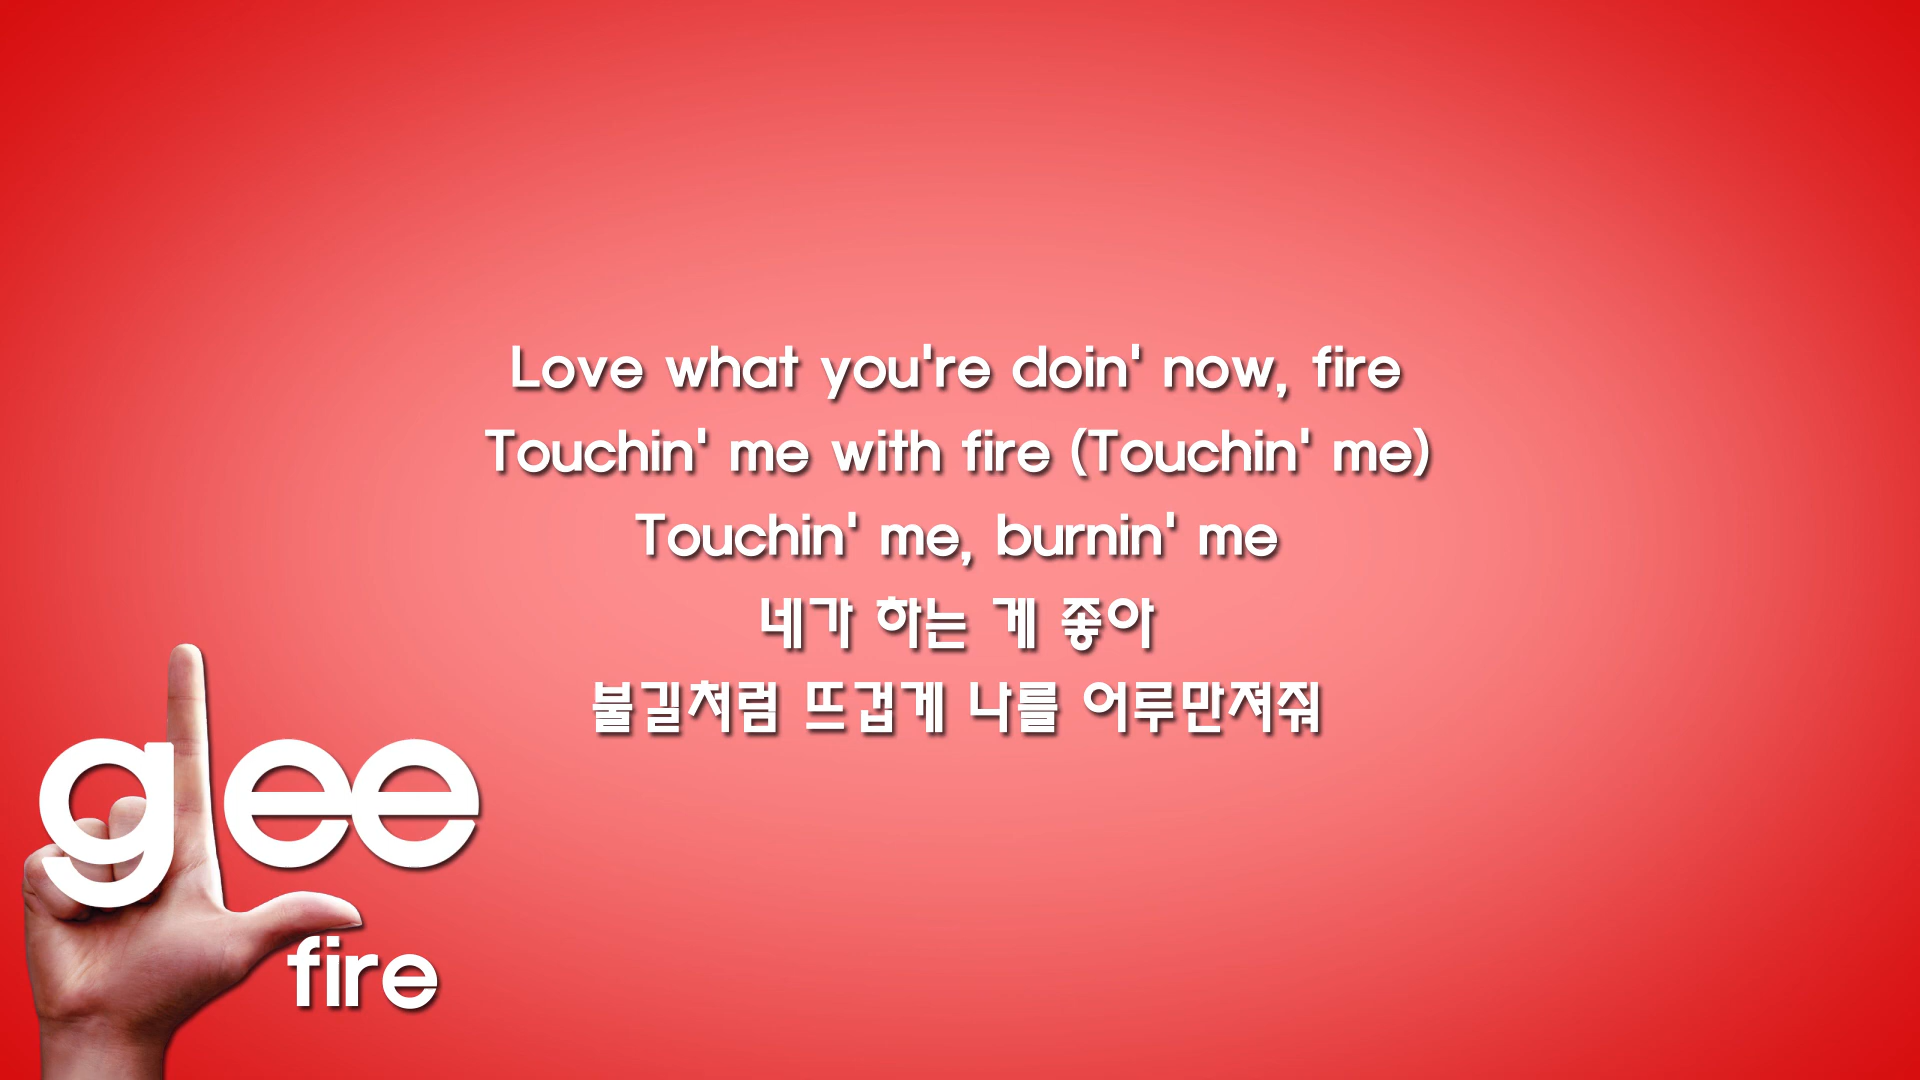 Love what you're doin' now, fire
Touchin' me with fire (Touchin' me)
Touchin' me, burnin' me
네가 하는 게 좋아
불길처럼 뜨겁게 나를 어루만져줘
glee
fire